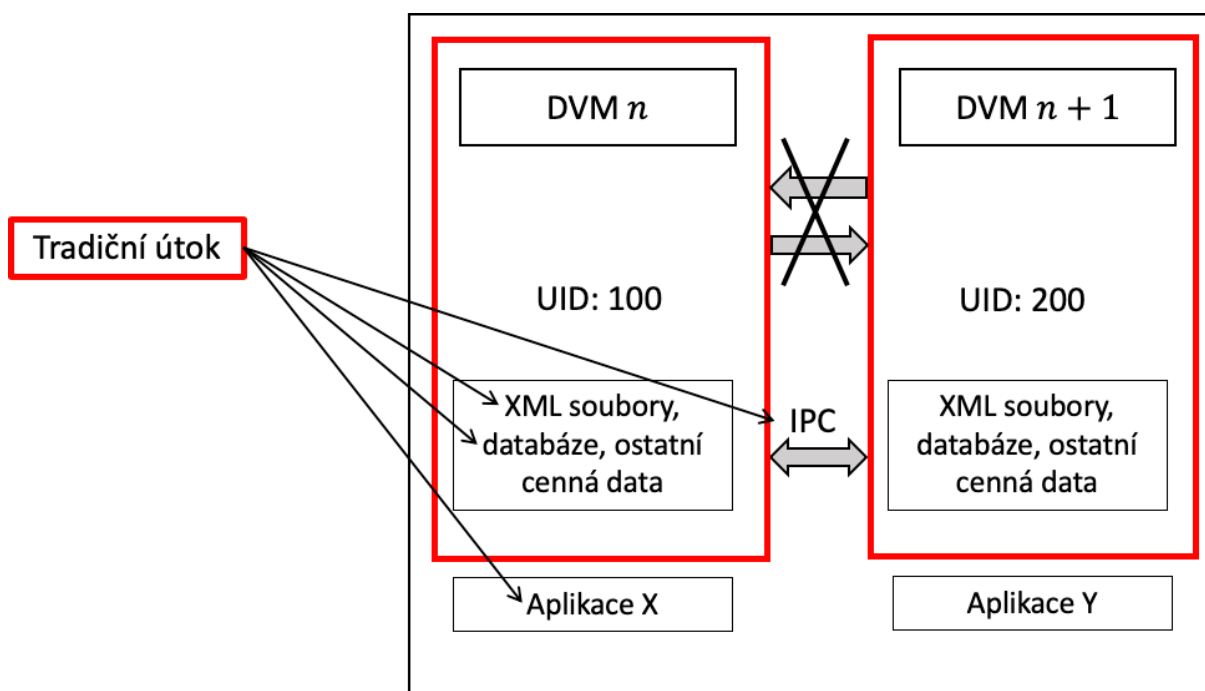 DVM n
DVM n + 1
Tradiční útok
UID: 100
UID: 200
XML soubory,
databáze, ostatní
cenná data
IPC
XML soubory,
databáze, ostatní
cenná data
Aplikace X
Aplikace Y